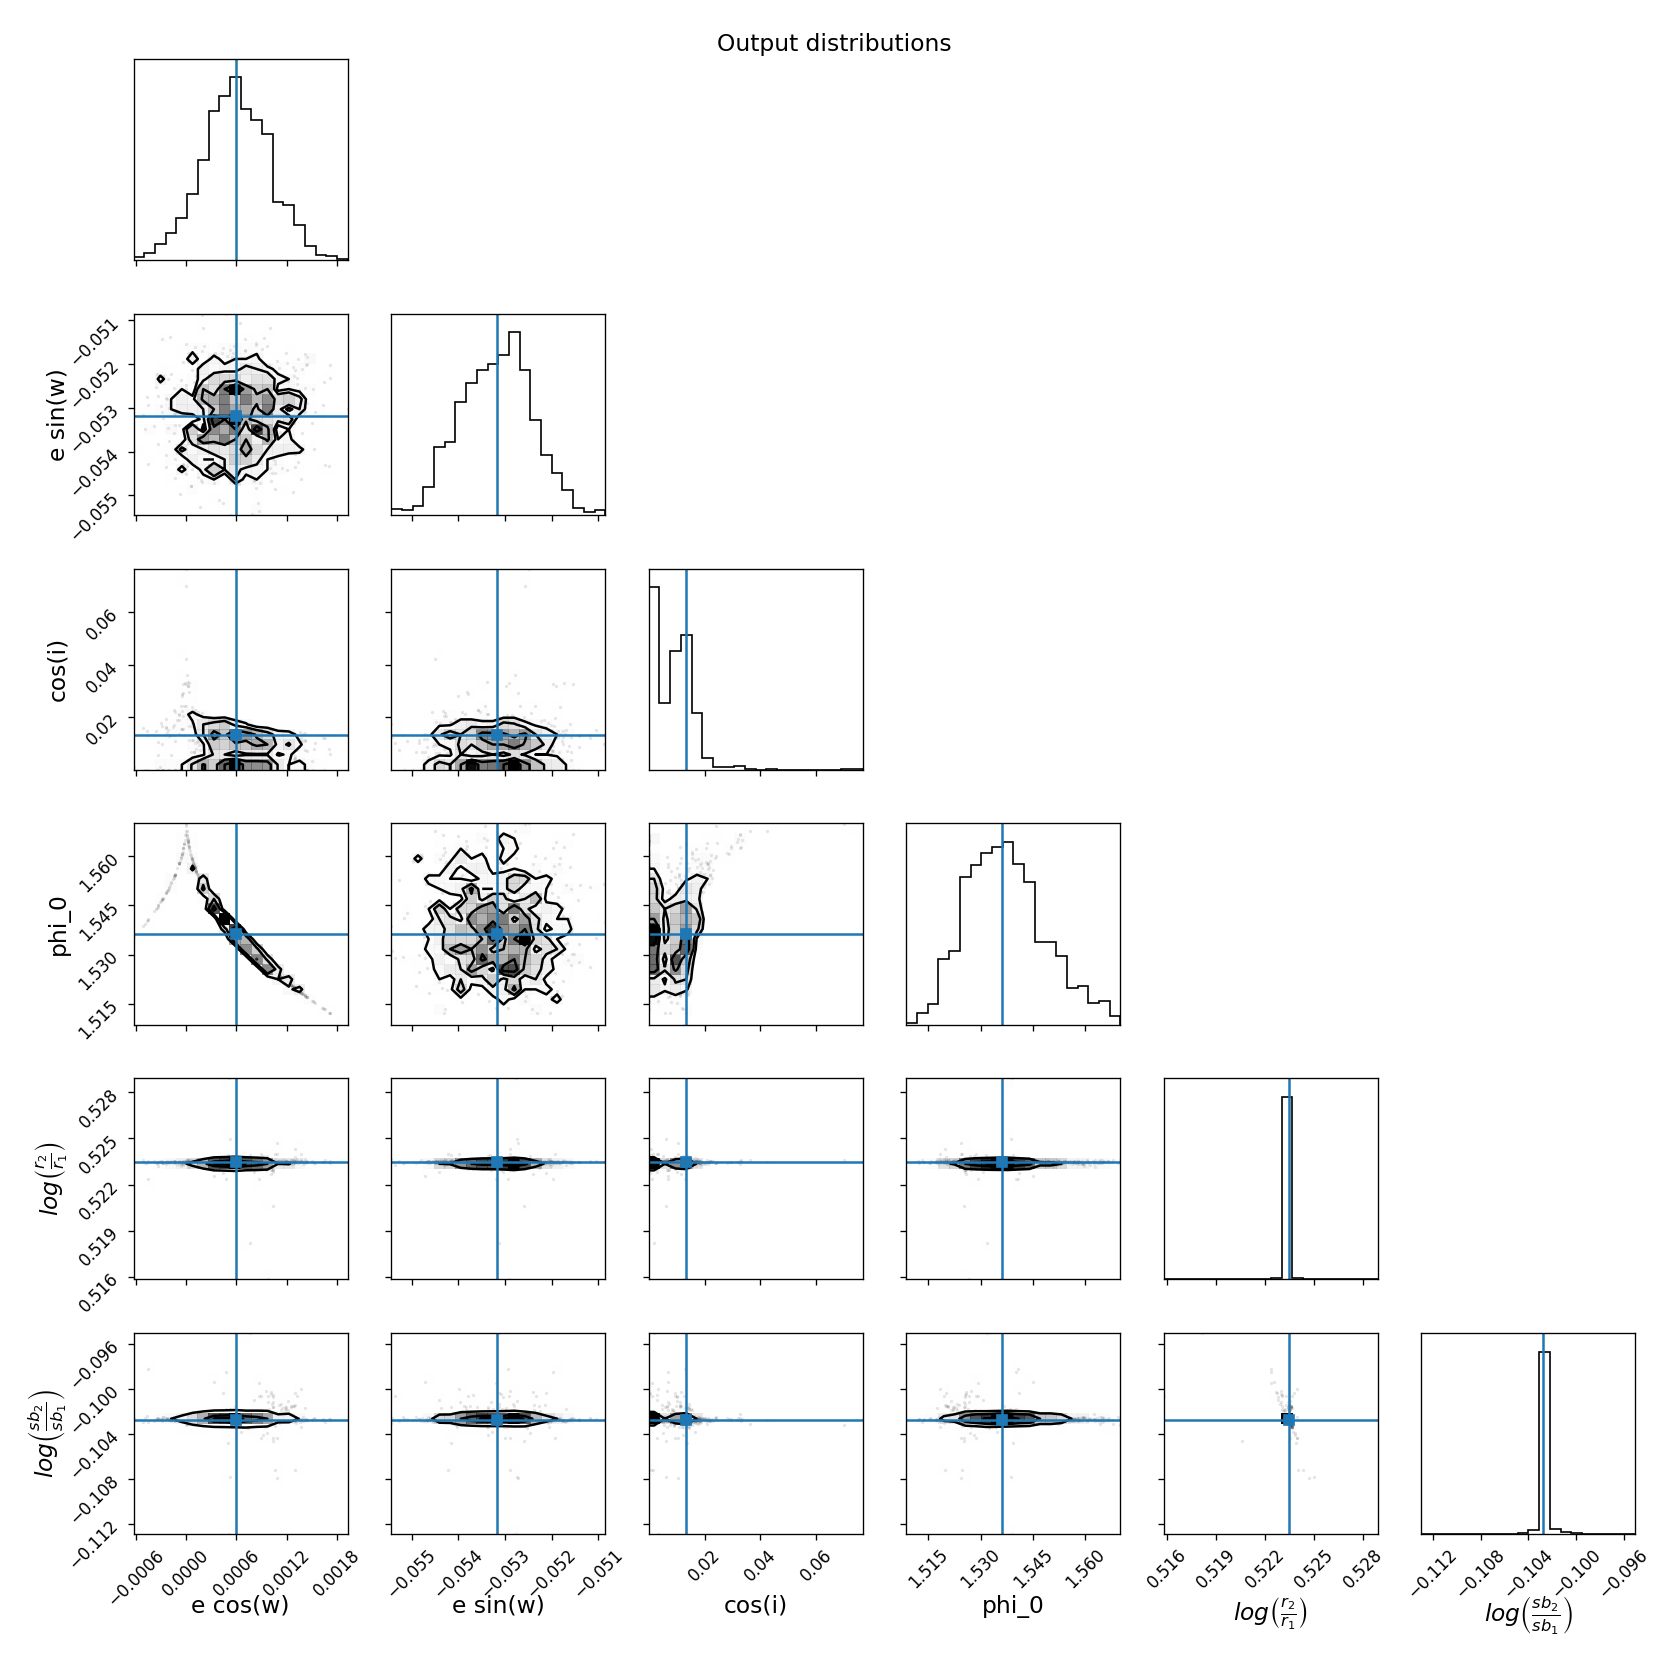 Output distributions
e sin(w)
−0.051
−0.052
−0.053
−0.054
−0.055
cos(i)
0.06
0.04
0.02
phi_0
1.560
1.545
1.530
1.515
log(r₂/r₁)
0.528
0.525
0.522
0.519
0.516
log(sb₂/sb₁)
−0.096
−0.100
−0.104
−0.108
−0.112
−0.0006 0.0000 0.0006 0.0012 0.0018 −0.055 −0.054 −0.053 −0.052 −0.051 0.02 0.04 0.06 1.515 1.530 1.545 1.560 0.516 0.519 0.522 0.525 0.528 −0.112 −0.108 −0.104 −0.100 −0.096
e cos(w) e sin(w) cos(i) phi_0 log(r₂/r₁) log(sb₂/sb₁)